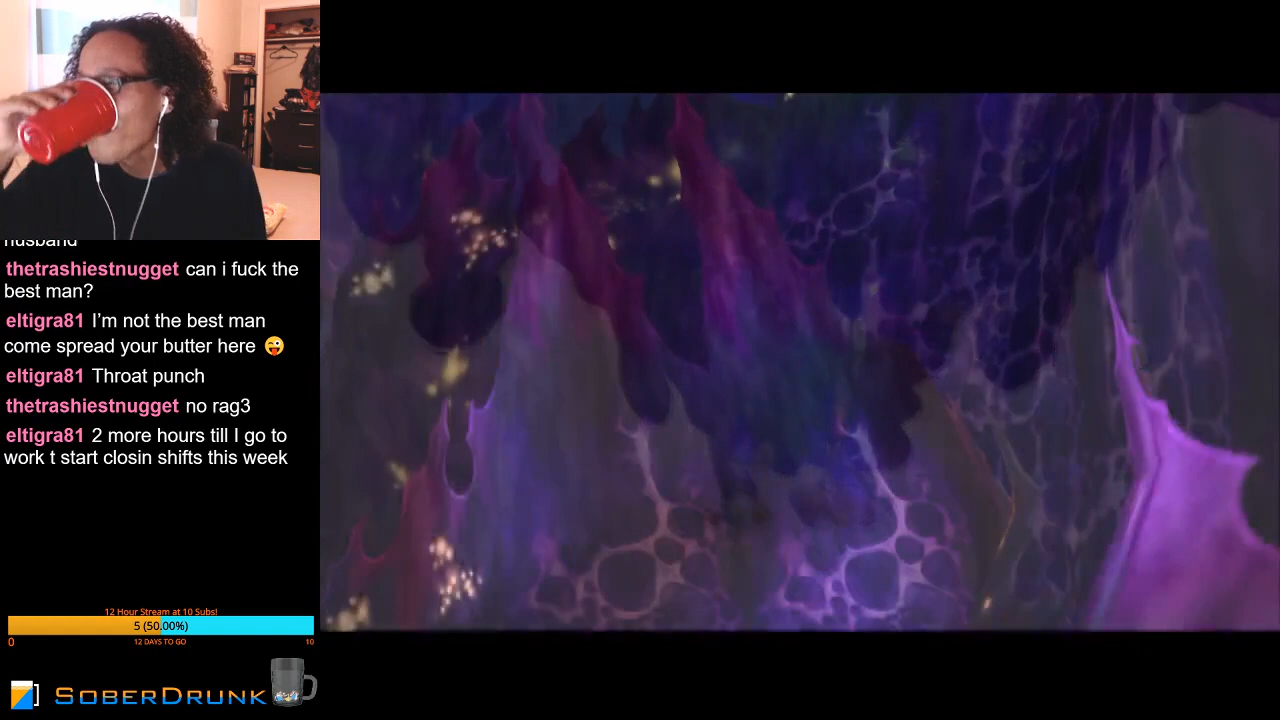 husband
thetrashiestnugget can i fuck the
best man?
eltigra81 I’m not the best man
come spread your butter here 😜
eltigra81 Throat punch
thetrashiestnugget no rag3
eltigra81 2 more hours till I go to
work t start closin shifts this week
12 Hour Stream at 10 Subs!
5 (50.00%)
0 12 DAYS TO GO 10
SOBERDRUNK